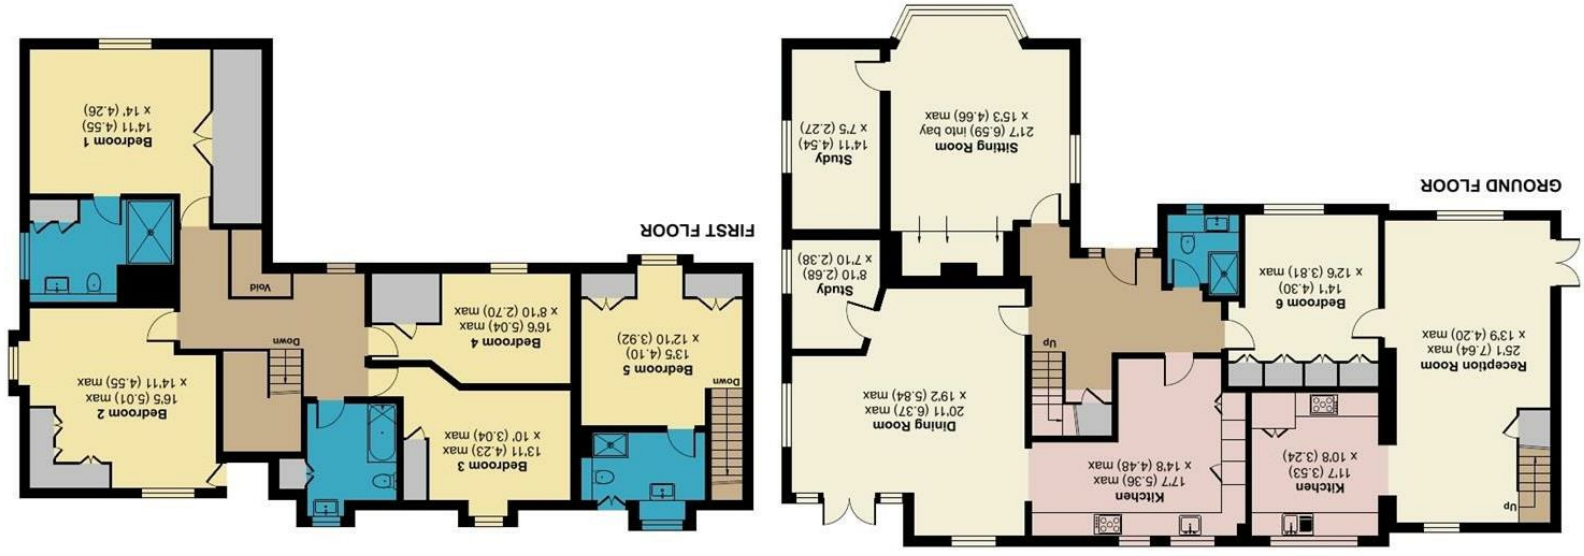 Up
Kitchen
11'7 (3.53)
x 10'8 (3.24)
Kitchen
17'7 (5.36) max
x 14'8 (4.48) max
Reception Room
25'1 (7.64) max
x 13'9 (4.20) max
Bedroom 6
14'1 (4.30)
x 12'6 (3.81) max
Up
Dining Room
20'11 (6.37) max
x 19'2 (5.84) max
Study
8'10 (2.68)
x 7'10 (2.38)
Sitting Room
21'7 (6.59) into bay
x 15'3 (4.66) max
Study
14'11 (4.54)
x 7'5 (2.27)
GROUND FLOOR
Down
Bedroom 5
13'5 (4.10)
x 12'10 (3.92)
Bedroom 3
13'11 (4.23) max
x 10' (3.04) max
Bedroom 4
16'6 (5.04) max
x 8'10 (2.70) max
Down
Void
Bedroom 2
16'5 (5.01) max
x 14'11 (4.55) max
Bedroom 1
14'11 (4.55)
x 14' (4.26)
FIRST FLOOR